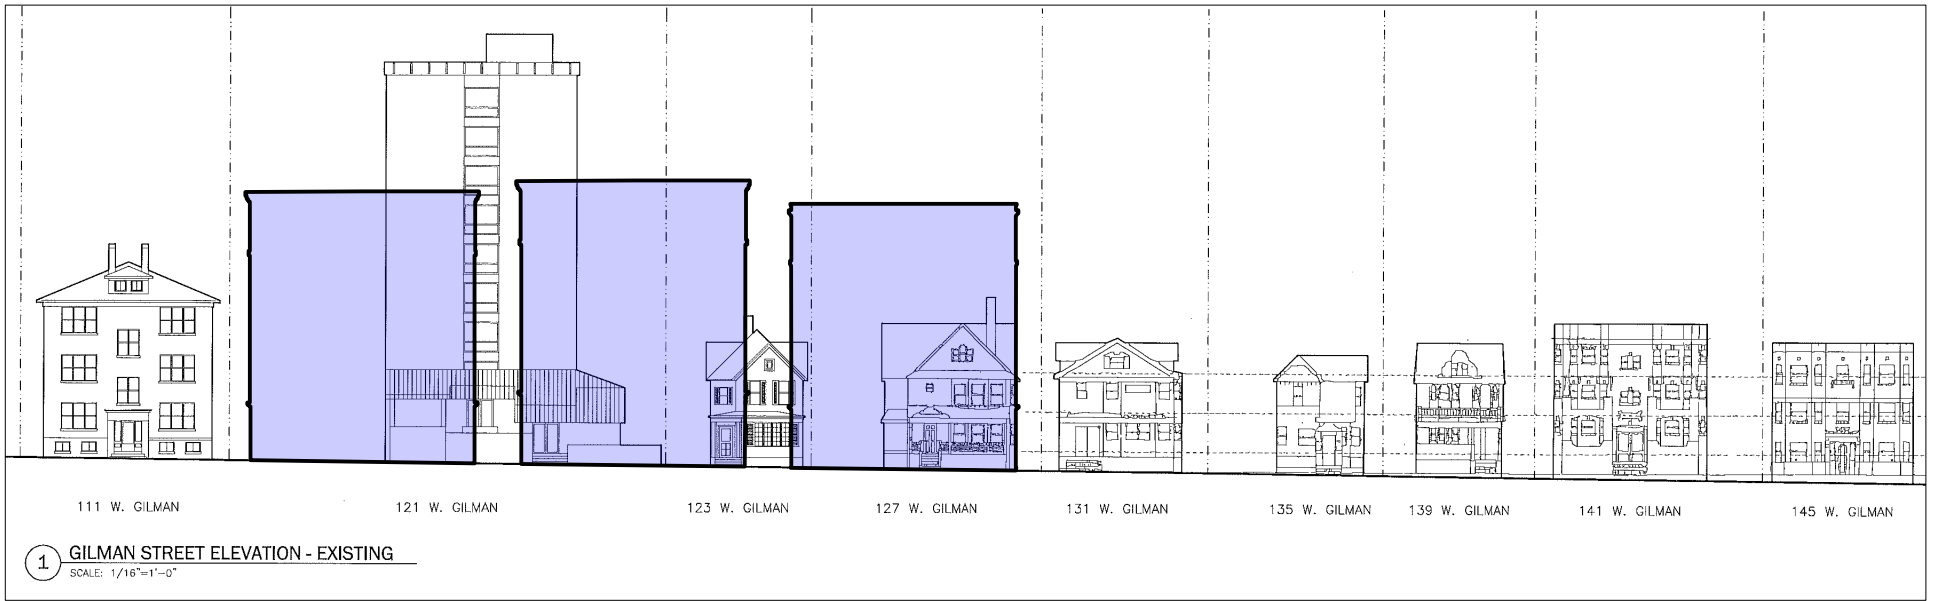 111 W. GILMAN
121 W. GILMAN
123 W. GILMAN
127 W. GILMAN
131 W. GILMAN
135 W. GILMAN
139 W. GILMAN
141 W. GILMAN
145 W. GILMAN
1
GILMAN STREET ELEVATION - EXISTING
SCALE: 1/16"=1'-0"